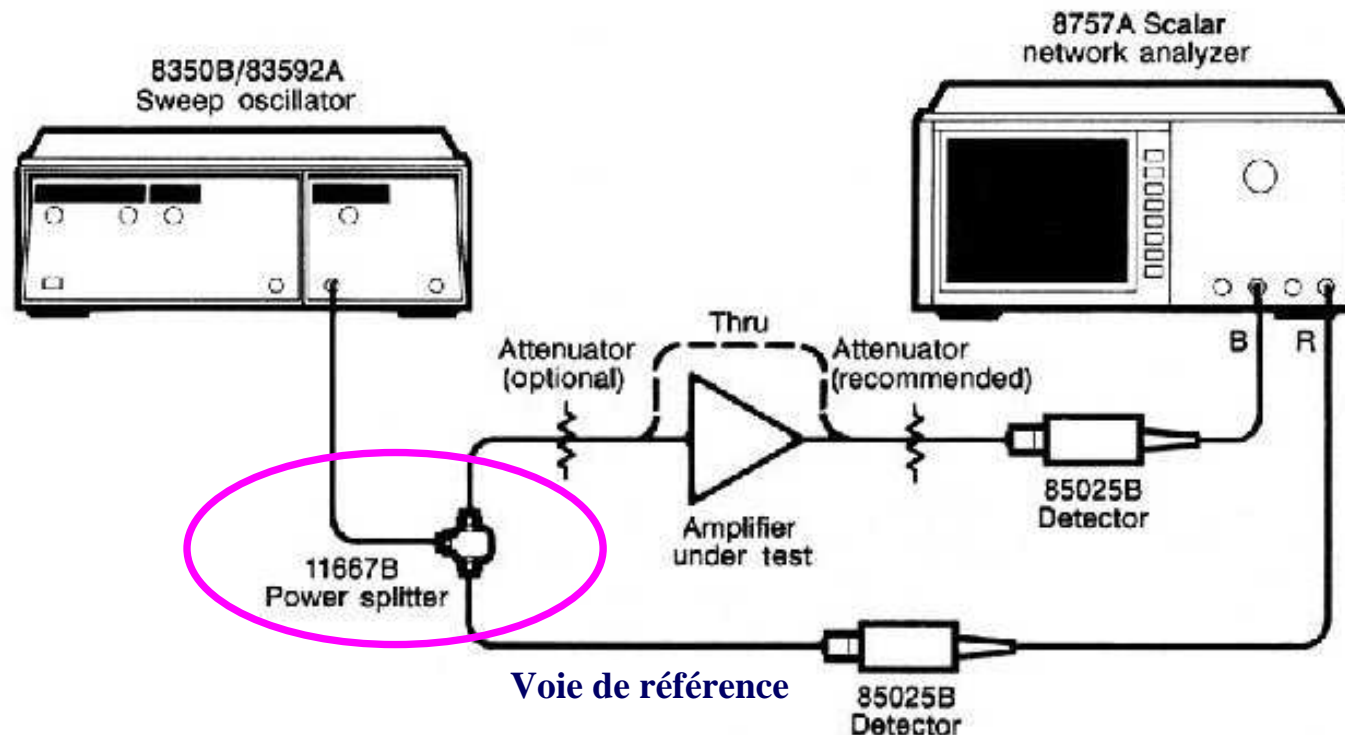 8757A Scalar
network analyzer
8350B/83592A
Sweep oscillator
Thru
Attenuator
(optional)
Attenuator
(recommended)
B
R
85025B
Detector
Amplifier
under test
11667B
Power splitter
Voie de référence
85025B
Detector